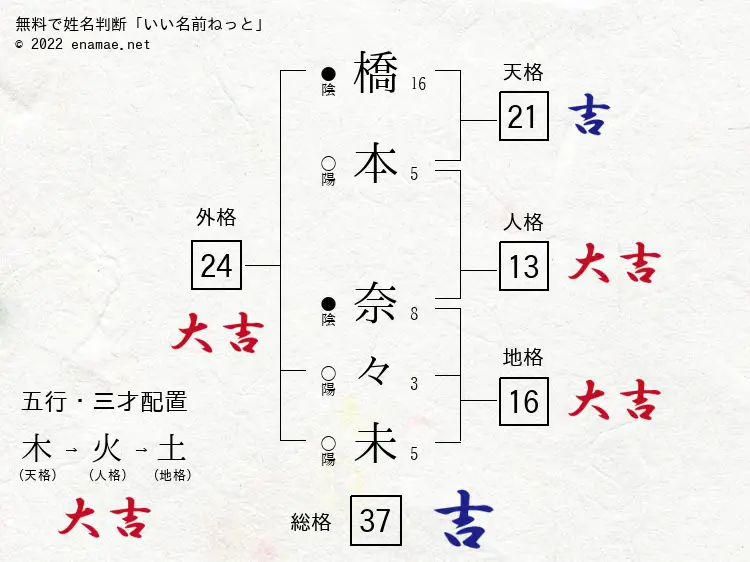 無料で姓名判断「いい名前ねっと」
© 2022 enamae.net
●陰 橋 16
○陽 本 5
●陰 奈 8
○陽 々 3
○陽 未 5
天格
21 吉
人格
13 大吉
地格
16 大吉
外格
24
大吉
五行・三才配置
木→火→土
(天格) (人格) (地格)
大吉
総格 37 吉